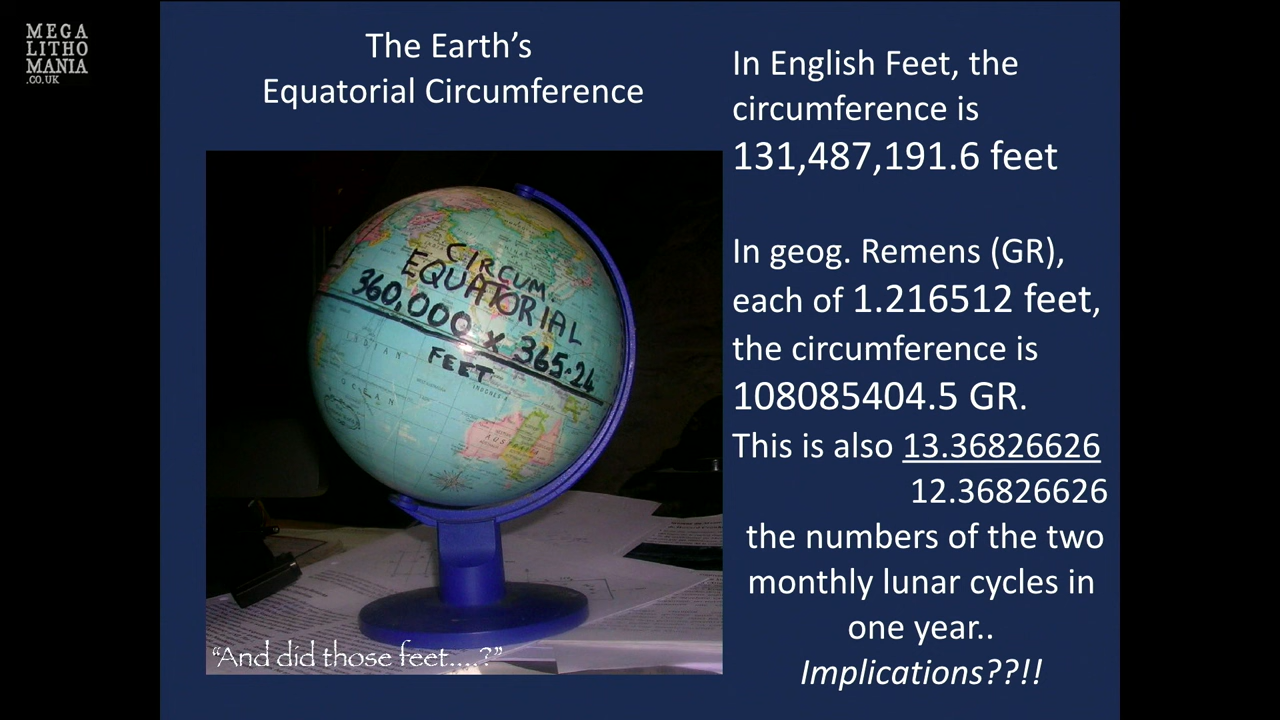 MEGA
LITHO
MANIA
.CO.UK
The Earth's
Equatorial Circumference
CIRCUM.
EQUATORIAL
360,000 x 365.24
FEET
INDIAN
OCEAN
AUSTRALIA
"And did those feet....?"
In English Feet, the
circumference is
131,487,191.6 feet
In geog. Remens (GR),
each of 1.216512 feet,
the circumference is
108085404.5 GR.
This is also 13.36826626
12.36826626
the numbers of the two
monthly lunar cycles in
one year..
Implications??!!